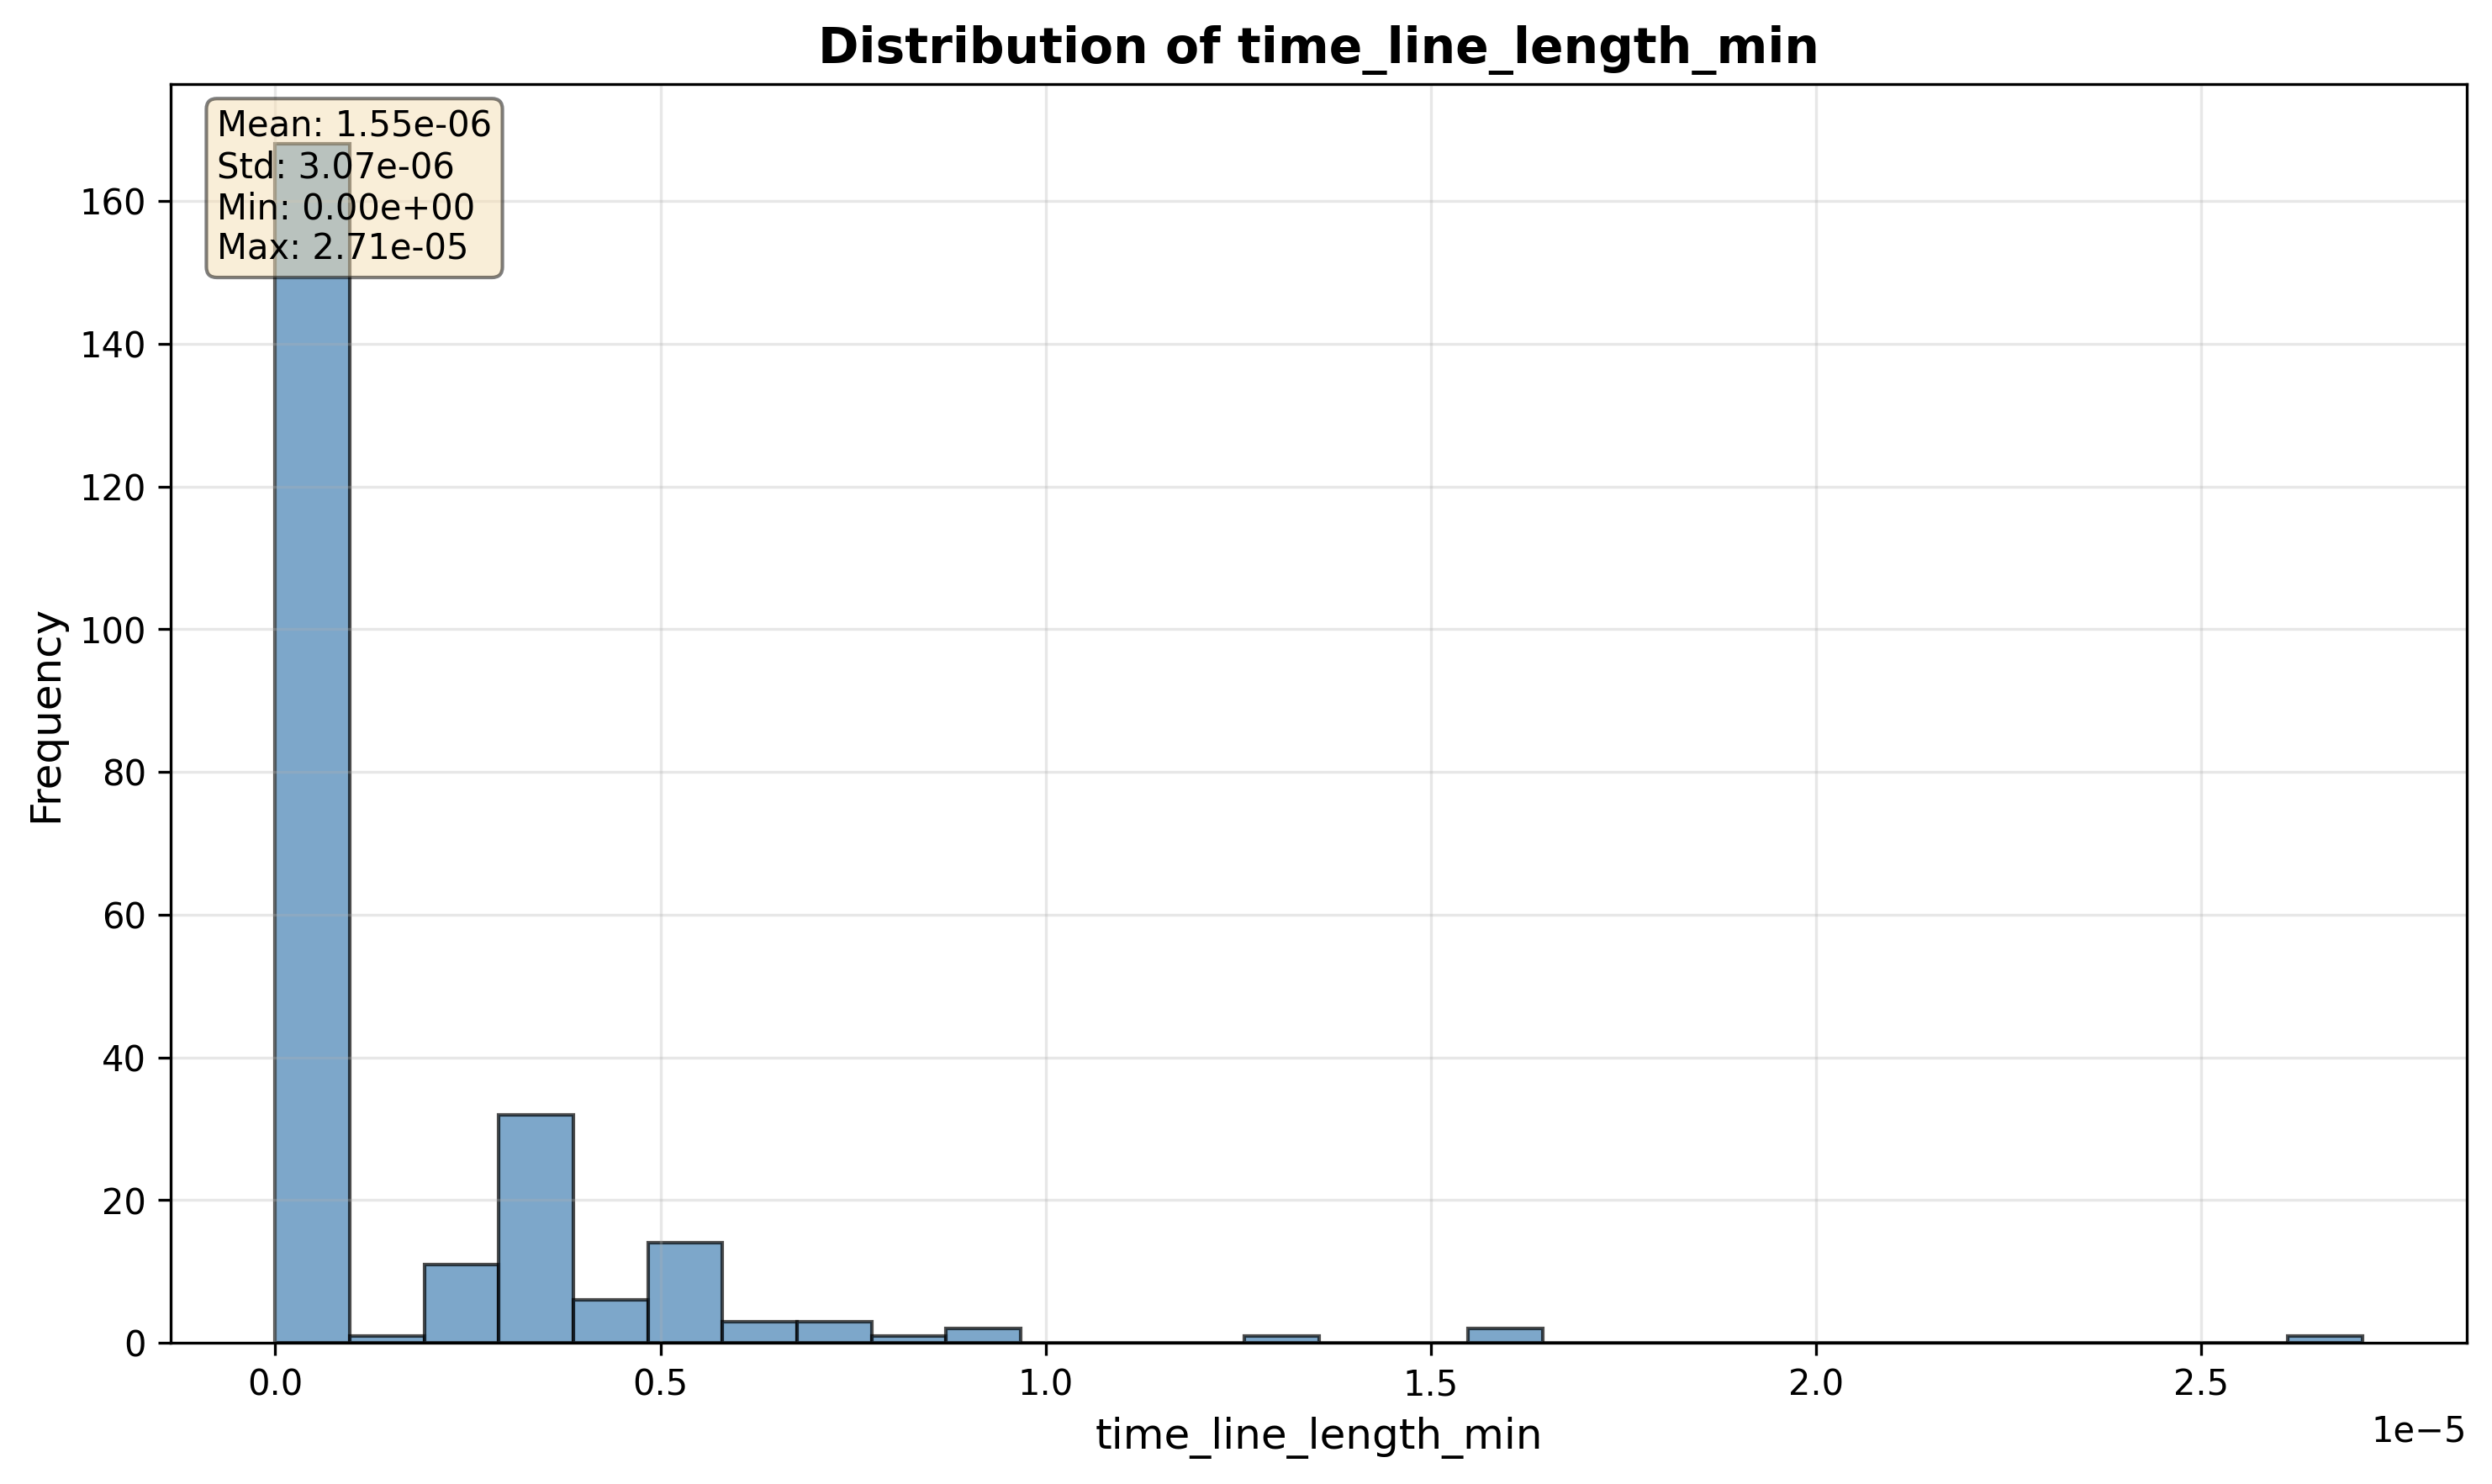 Distribution of time_line_length_min
Mean: 1.55e-06
Std: 3.07e-06
Min: 0.00e+00
Max: 2.71e-05
160
140
120
100
80
60
40
20
0
Frequency
0.0 0.5 1.0 1.5 2.0 2.5
1e−5
time_line_length_min